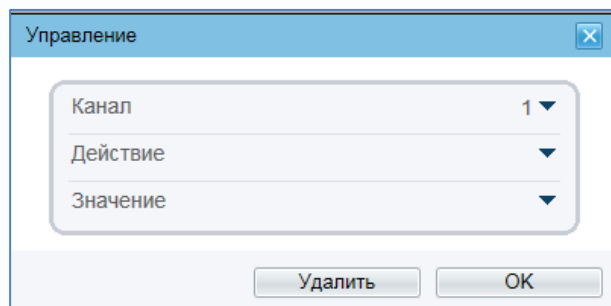 Управление
Канал 1
Действие
Значение
Удалить OK